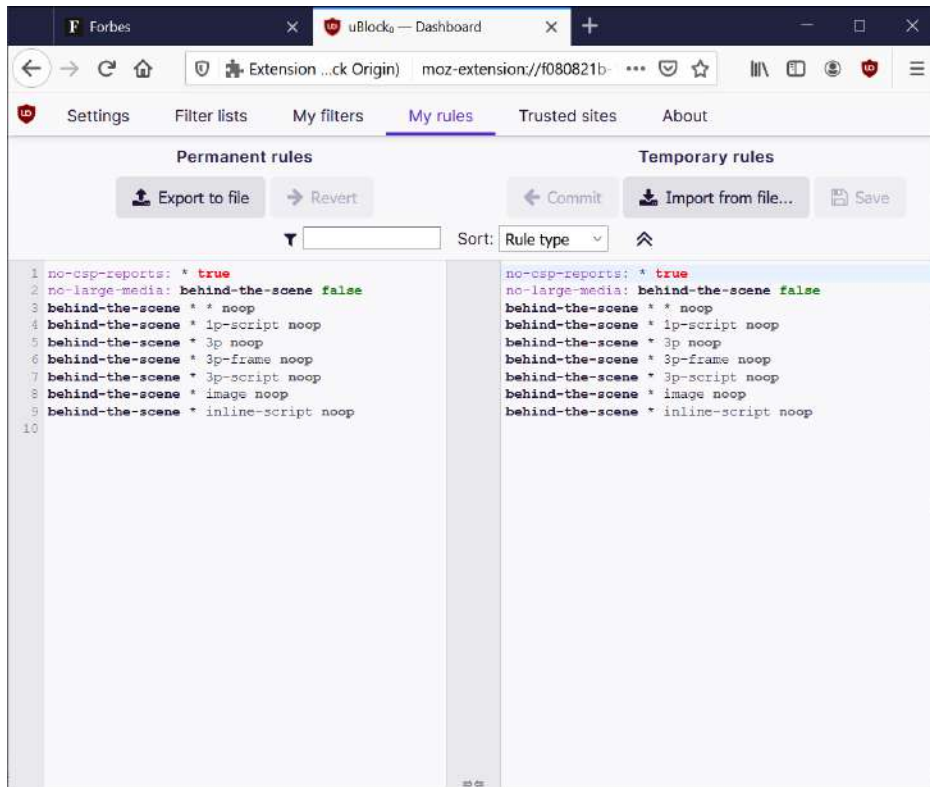 F Forbes
uBlock₀ — Dashboard
Extension ...ck Origin) moz-extension://f080821b-
Settings Filter lists My filters My rules Trusted sites About
Permanent rules Temporary rules
Export to file Revert Commit Import from file... Save
Sort: Rule type
1 no-csp-reports: * true
2 no-large-media: behind-the-scene false
3 behind-the-scene * * noop
4 behind-the-scene * 1p-script noop
5 behind-the-scene * 3p noop
6 behind-the-scene * 3p-frame noop
7 behind-the-scene * 3p-script noop
8 behind-the-scene * image noop
9 behind-the-scene * inline-script noop
10
no-csp-reports: * true
no-large-media: behind-the-scene false
behind-the-scene * * noop
behind-the-scene * 1p-script noop
behind-the-scene * 3p noop
behind-the-scene * 3p-frame noop
behind-the-scene * 3p-script noop
behind-the-scene * image noop
behind-the-scene * inline-script noop